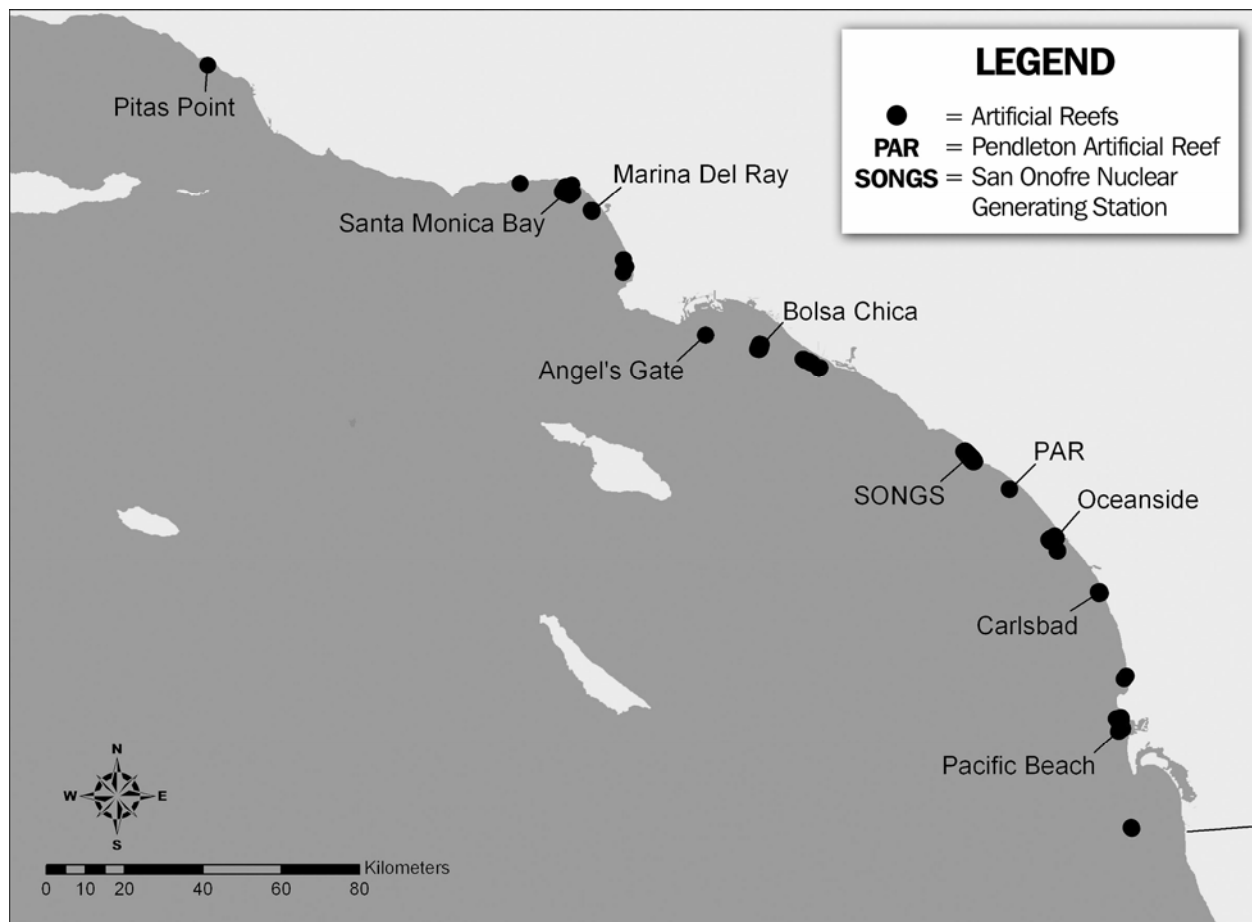 LEGEND
= Artificial Reefs
PAR = Pendleton Artificial Reef
SONGS = San Onofre Nuclear
Generating Station
Pitas Point
Marina Del Ray
Santa Monica Bay
Bolsa Chica
Angel's Gate
PAR
SONGS
Oceanside
Carlsbad
Pacific Beach
N
W E
S
Kilometers
0 10 20 40 60 80